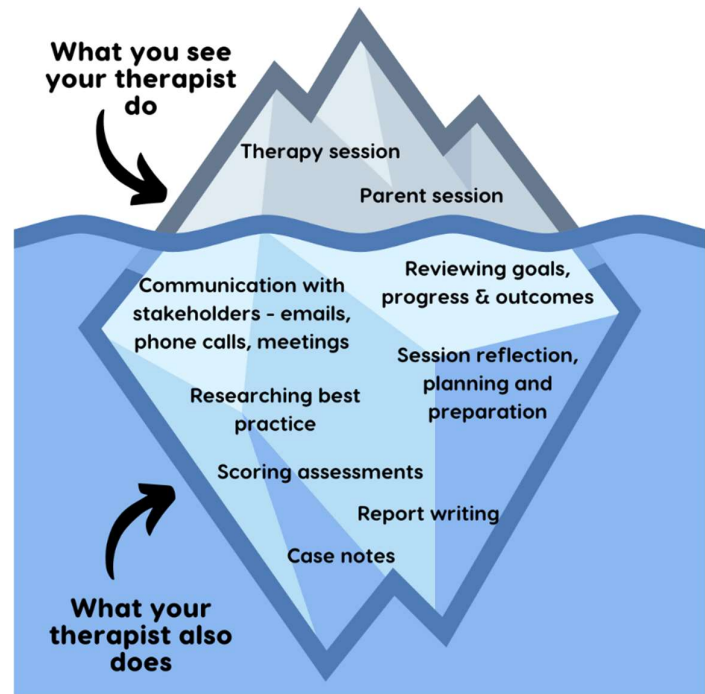 What you see
your therapist
do
Therapy session
Parent session
Communication with
stakeholders - emails,
phone calls, meetings
Reviewing goals,
progress & outcomes
Session reflection,
planning and
preparation
Researching best
practice
Scoring assessments
Report writing
Case notes
What your
therapist also
does